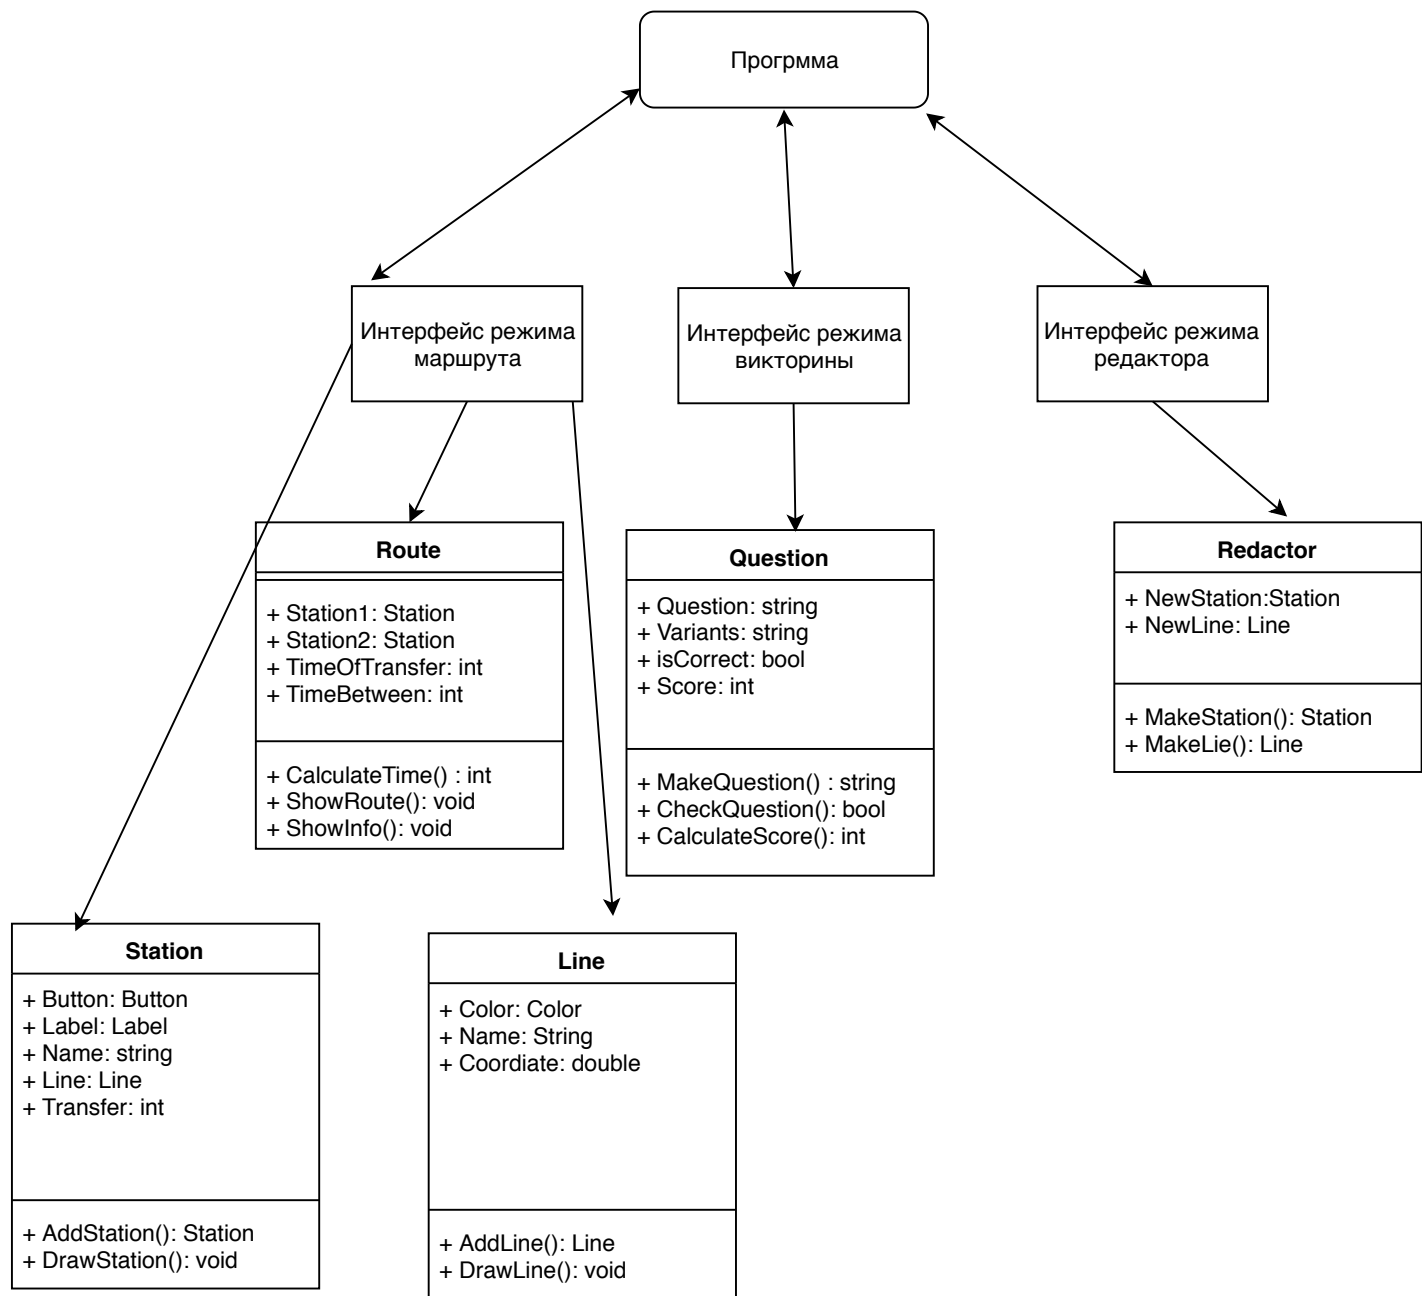 Прогрмма
Интерфейс режима
маршрута
Интерфейс режима
викторины
Интерфейс режима
редактора
Route
+ Station1: Station
+ Station2: Station
+ TimeOfTransfer: int
+ TimeBetween: int
+ CalculateTime() : int
+ ShowRoute(): void
+ ShowInfo(): void
Question
+ Question: string
+ Variants: string
+ isCorrect: bool
+ Score: int
+ MakeQuestion() : string
+ CheckQuestion(): bool
+ CalculateScore(): int
Redactor
+ NewStation:Station
+ NewLine: Line
+ MakeStation(): Station
+ MakeLie(): Line
Station
+ Button: Button
+ Label: Label
+ Name: string
+ Line: Line
+ Transfer: int
+ AddStation(): Station
+ DrawStation(): void
Line
+ Color: Color
+ Name: String
+ Coordiate: double
+ AddLine(): Line
+ DrawLine(): void